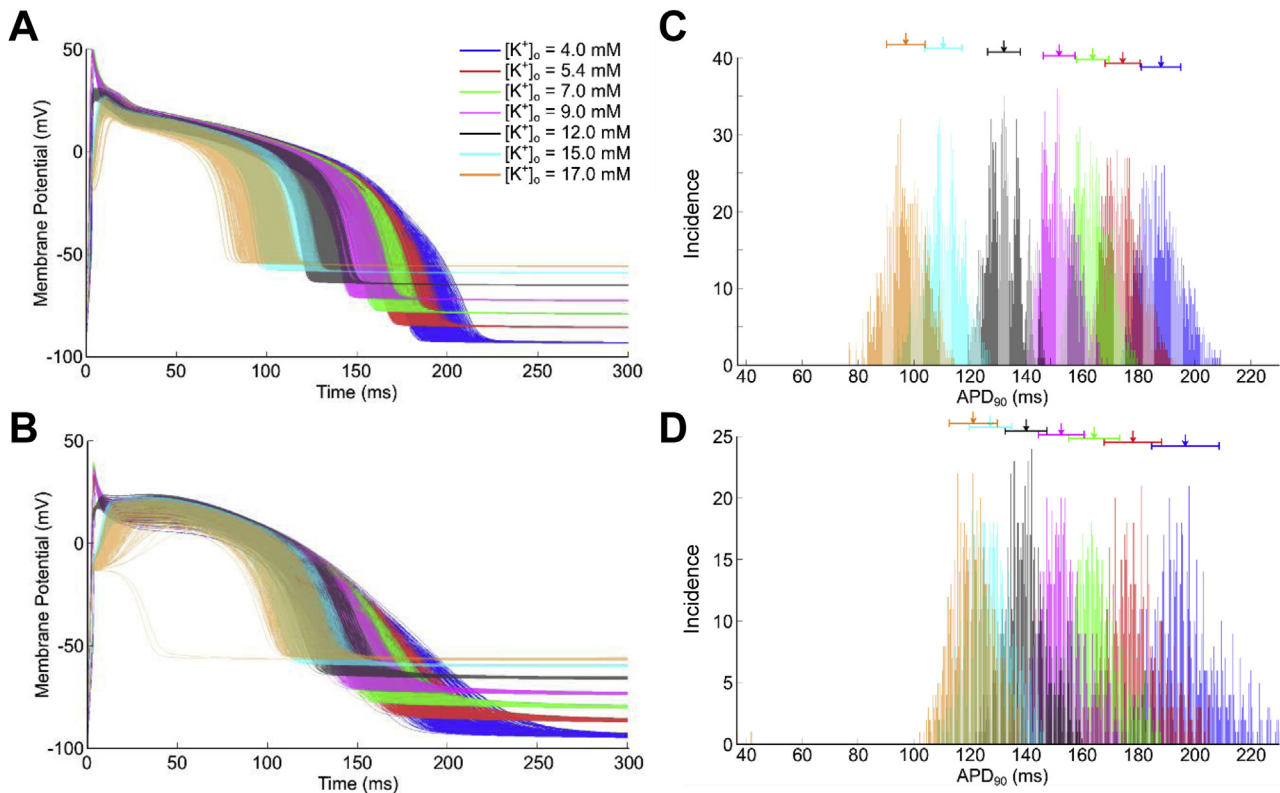 A
50
0
-50
-100
Membrane Potential (mV)
0
50
100
150
200
250
300
Time (ms)
[K⁺]ₒ = 4.0 mM
[K⁺]ₒ = 5.4 mM
[K⁺]ₒ = 7.0 mM
[K⁺]ₒ = 9.0 mM
[K⁺]ₒ = 12.0 mM
[K⁺]ₒ = 15.0 mM
[K⁺]ₒ = 17.0 mM
C
40
30
20
10
0
Incidence
40
60
80
100
120
140
160
180
200
220
APD₉₀ (ms)
B
50
0
-50
-100
Membrane Potential (mV)
0
50
100
150
200
250
300
Time (ms)
D
25
20
15
10
5
0
Incidence
40
60
80
100
120
140
160
180
200
220
APD₉₀ (ms)